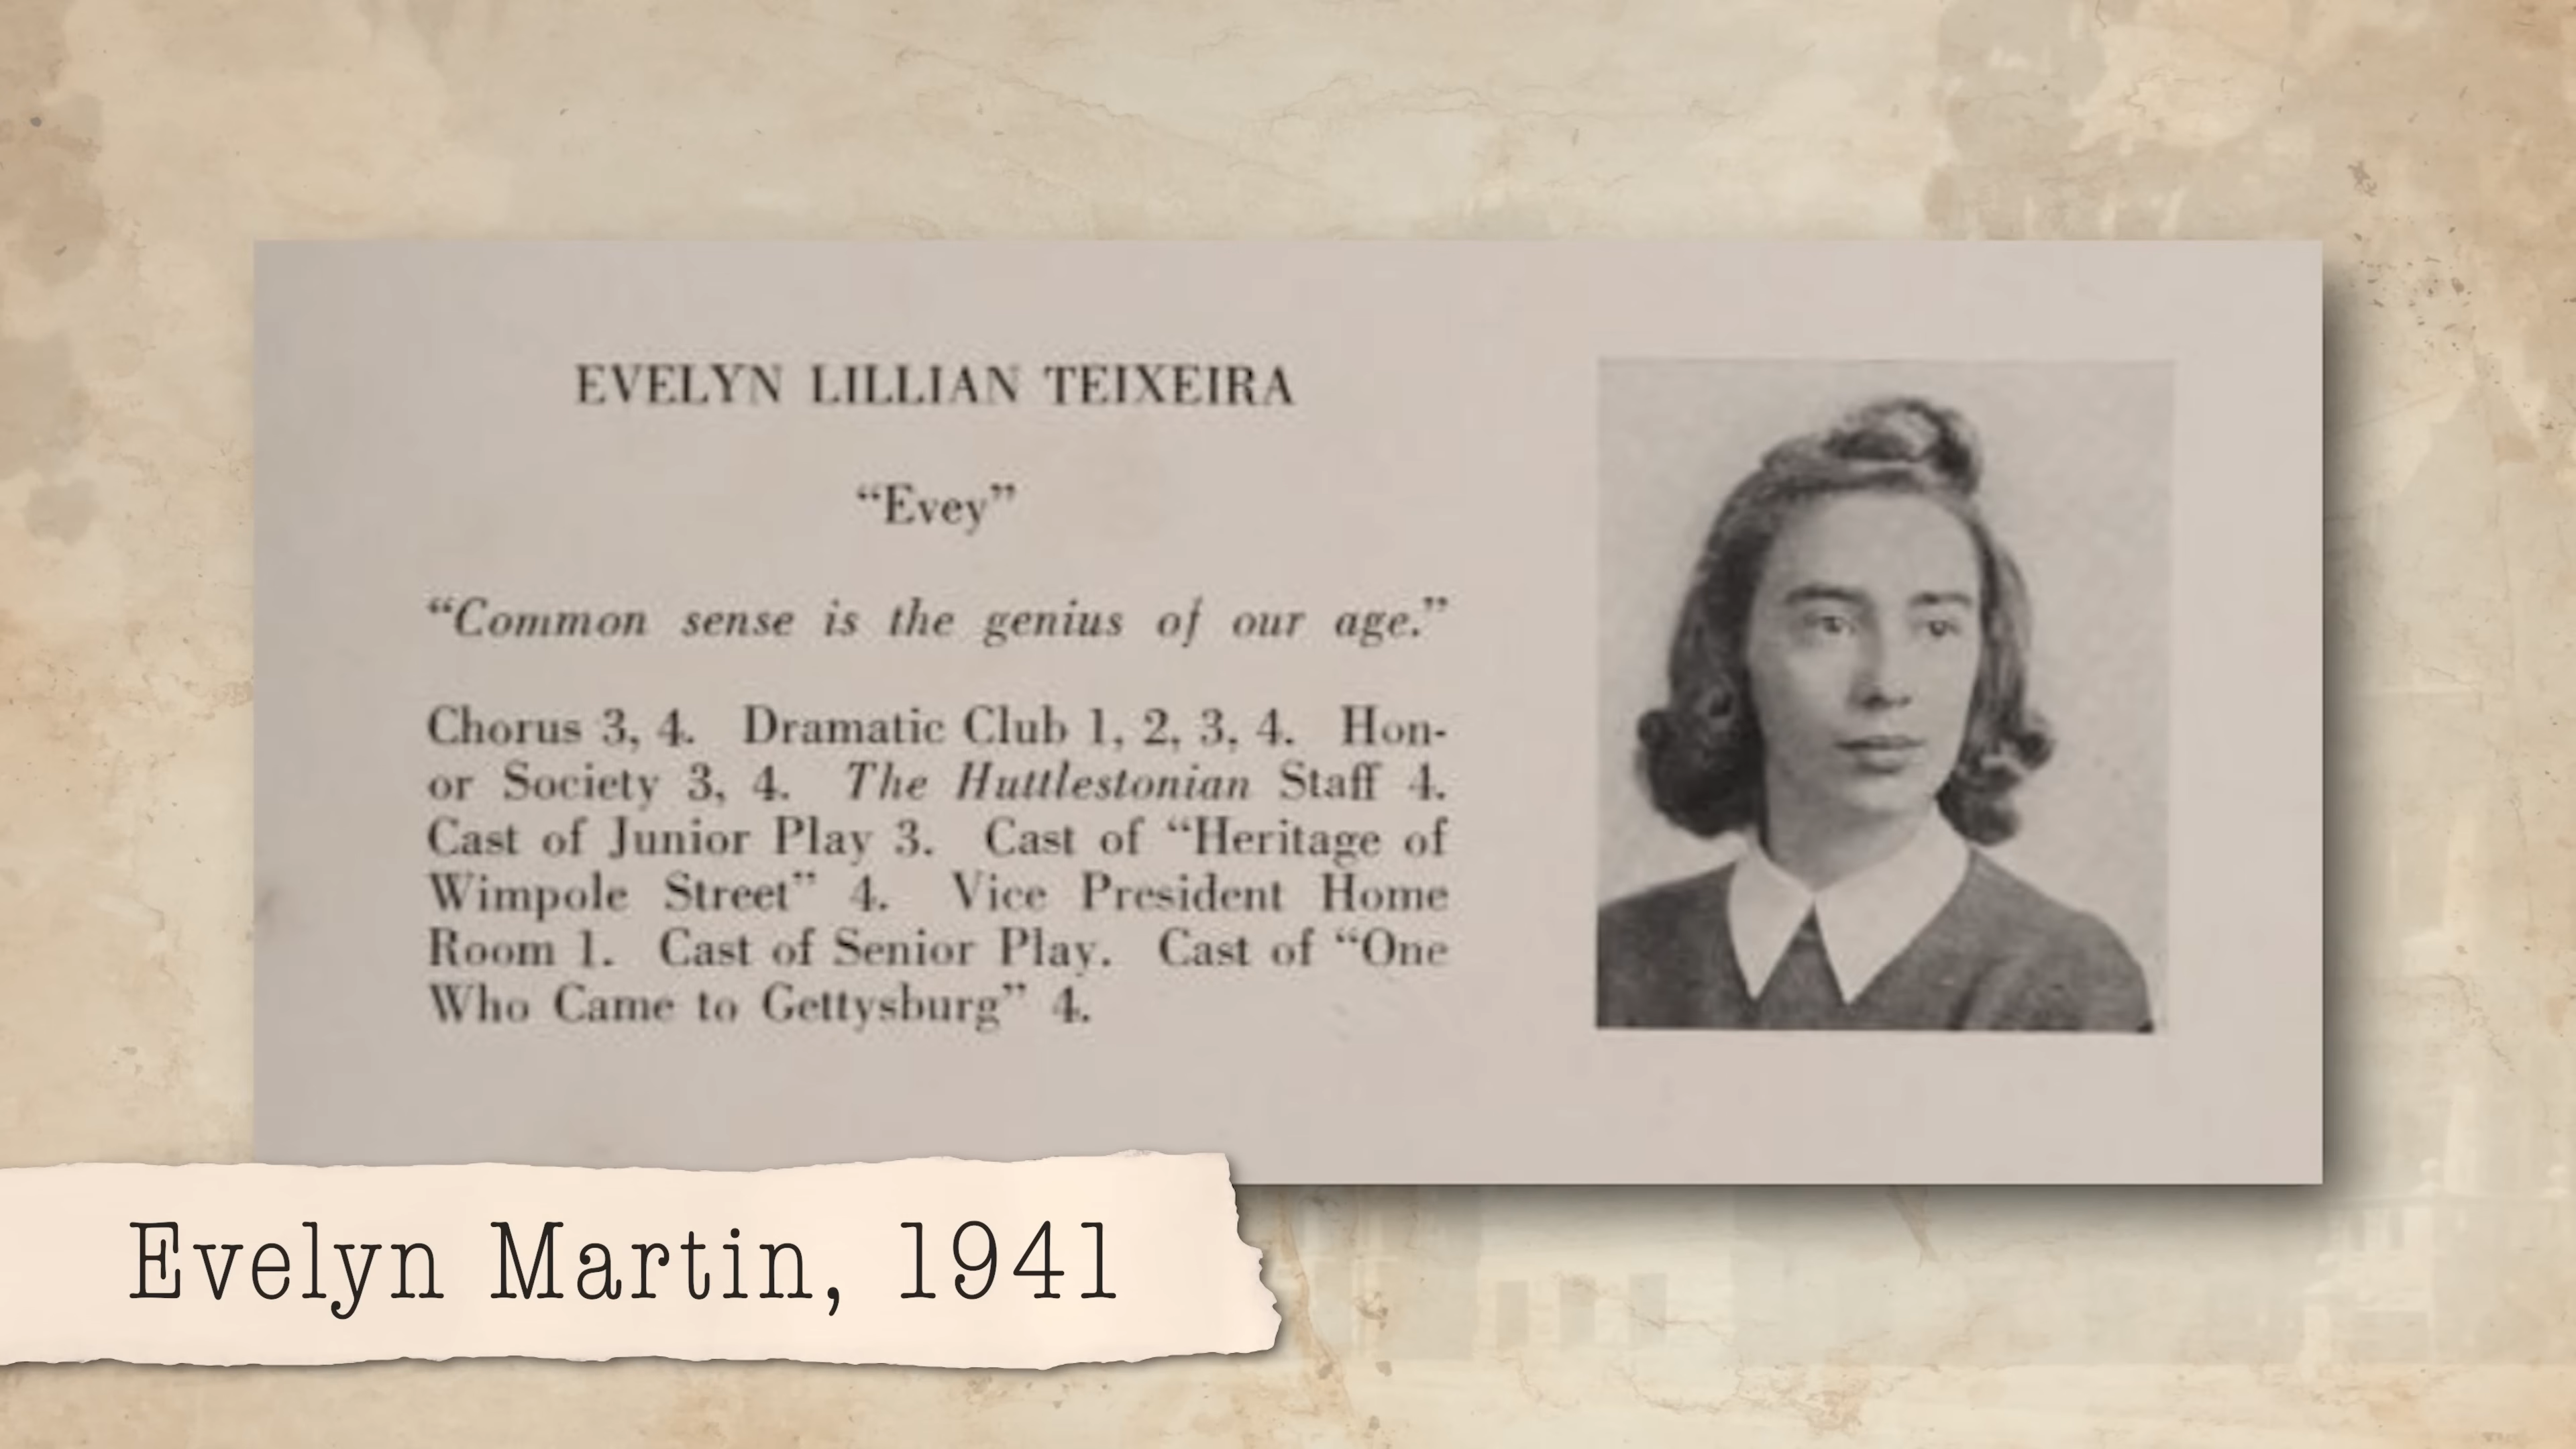 EVELYN LILLIAN TEIXEIRA
“Evey”
“Common sense is the genius of our age.”
Chorus 3, 4. Dramatic Club 1, 2, 3, 4. Hon-
or Society 3, 4. The Huttlestonian Staff 4.
Cast of Junior Play 3. Cast of “Heritage of
Wimpole Street” 4. Vice President Home
Room 1. Cast of Senior Play. Cast of “One
Who Came to Gettysburg” 4.
Evelyn Martin, 1941